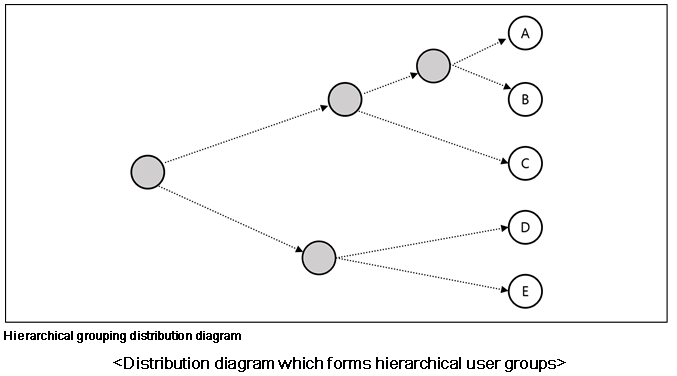 A
B
C
D
E
Hierarchical grouping distribution diagram
<Distribution diagram which forms hierarchical user groups>